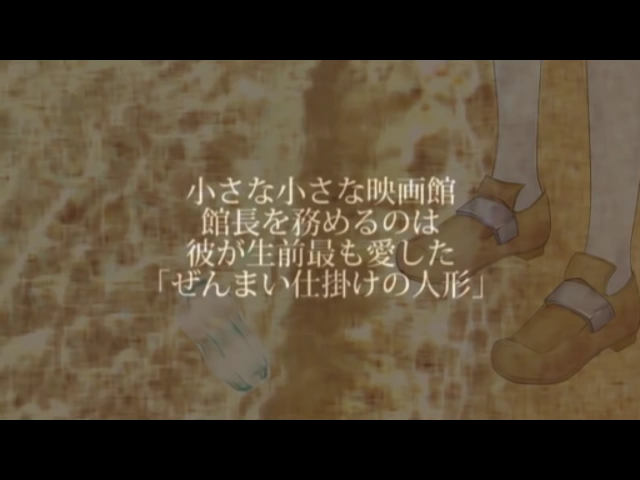 小さな小さな映画館
館長を務めるのは
彼が生前最も愛した
「ぜんまい仕掛けの人形」